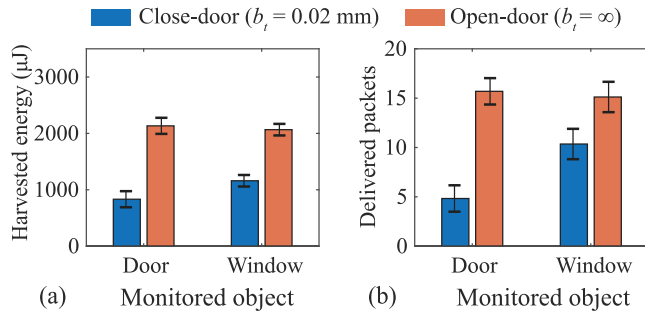 Close-door (b_t = 0.02 mm) Open-door (b_t = ∞)
Harvested energy (μJ)
3000
2000
1000
0
Door Window
(a) Monitored object
Delivered packets
20
15
10
5
0
Door Window
(b) Monitored object